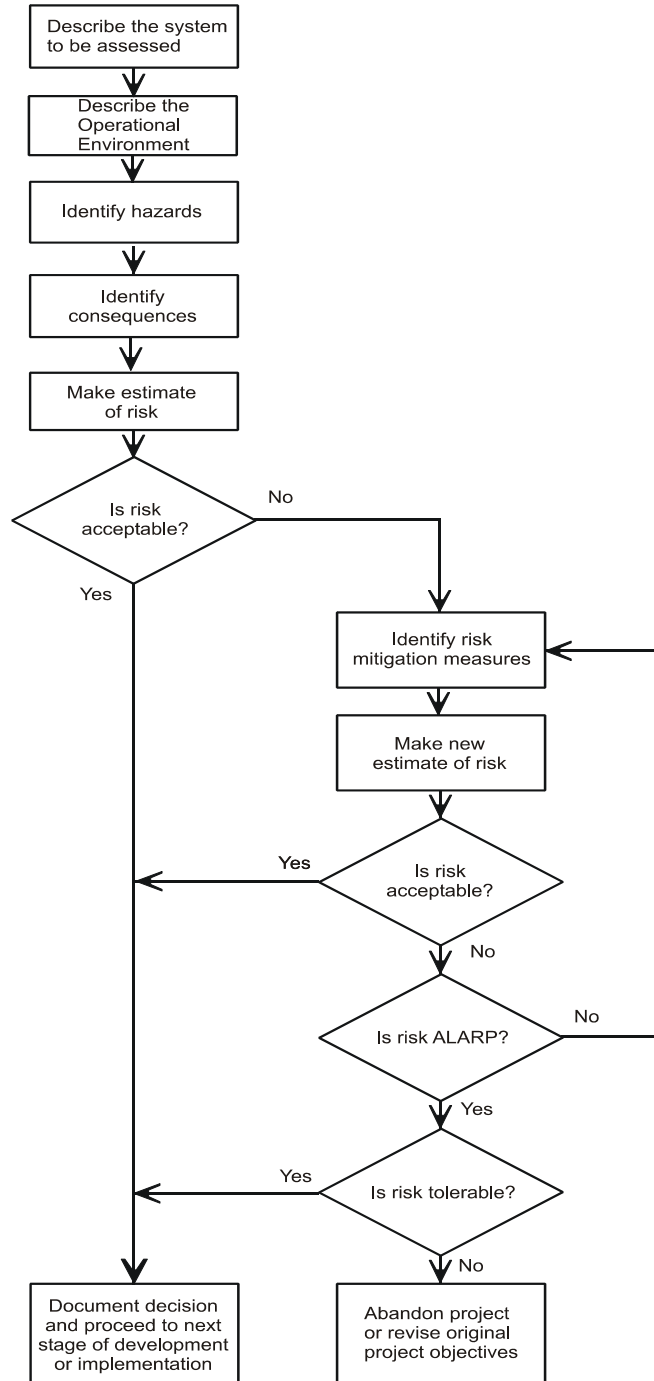 Describe the system
to be assessed
Describe the
Operational
Environment
Identify hazards
Identify
consequences
Make estimate
of risk
Is risk
acceptable?
No
Yes
Identify risk
mitigation measures
Make new
estimate of risk
Yes
Is risk
acceptable?
No
Is risk ALARP?
No
Yes
Yes
Is risk tolerable?
No
Document decision
and proceed to next
stage of development
or implementation
Abandon project
or revise original
project objectives